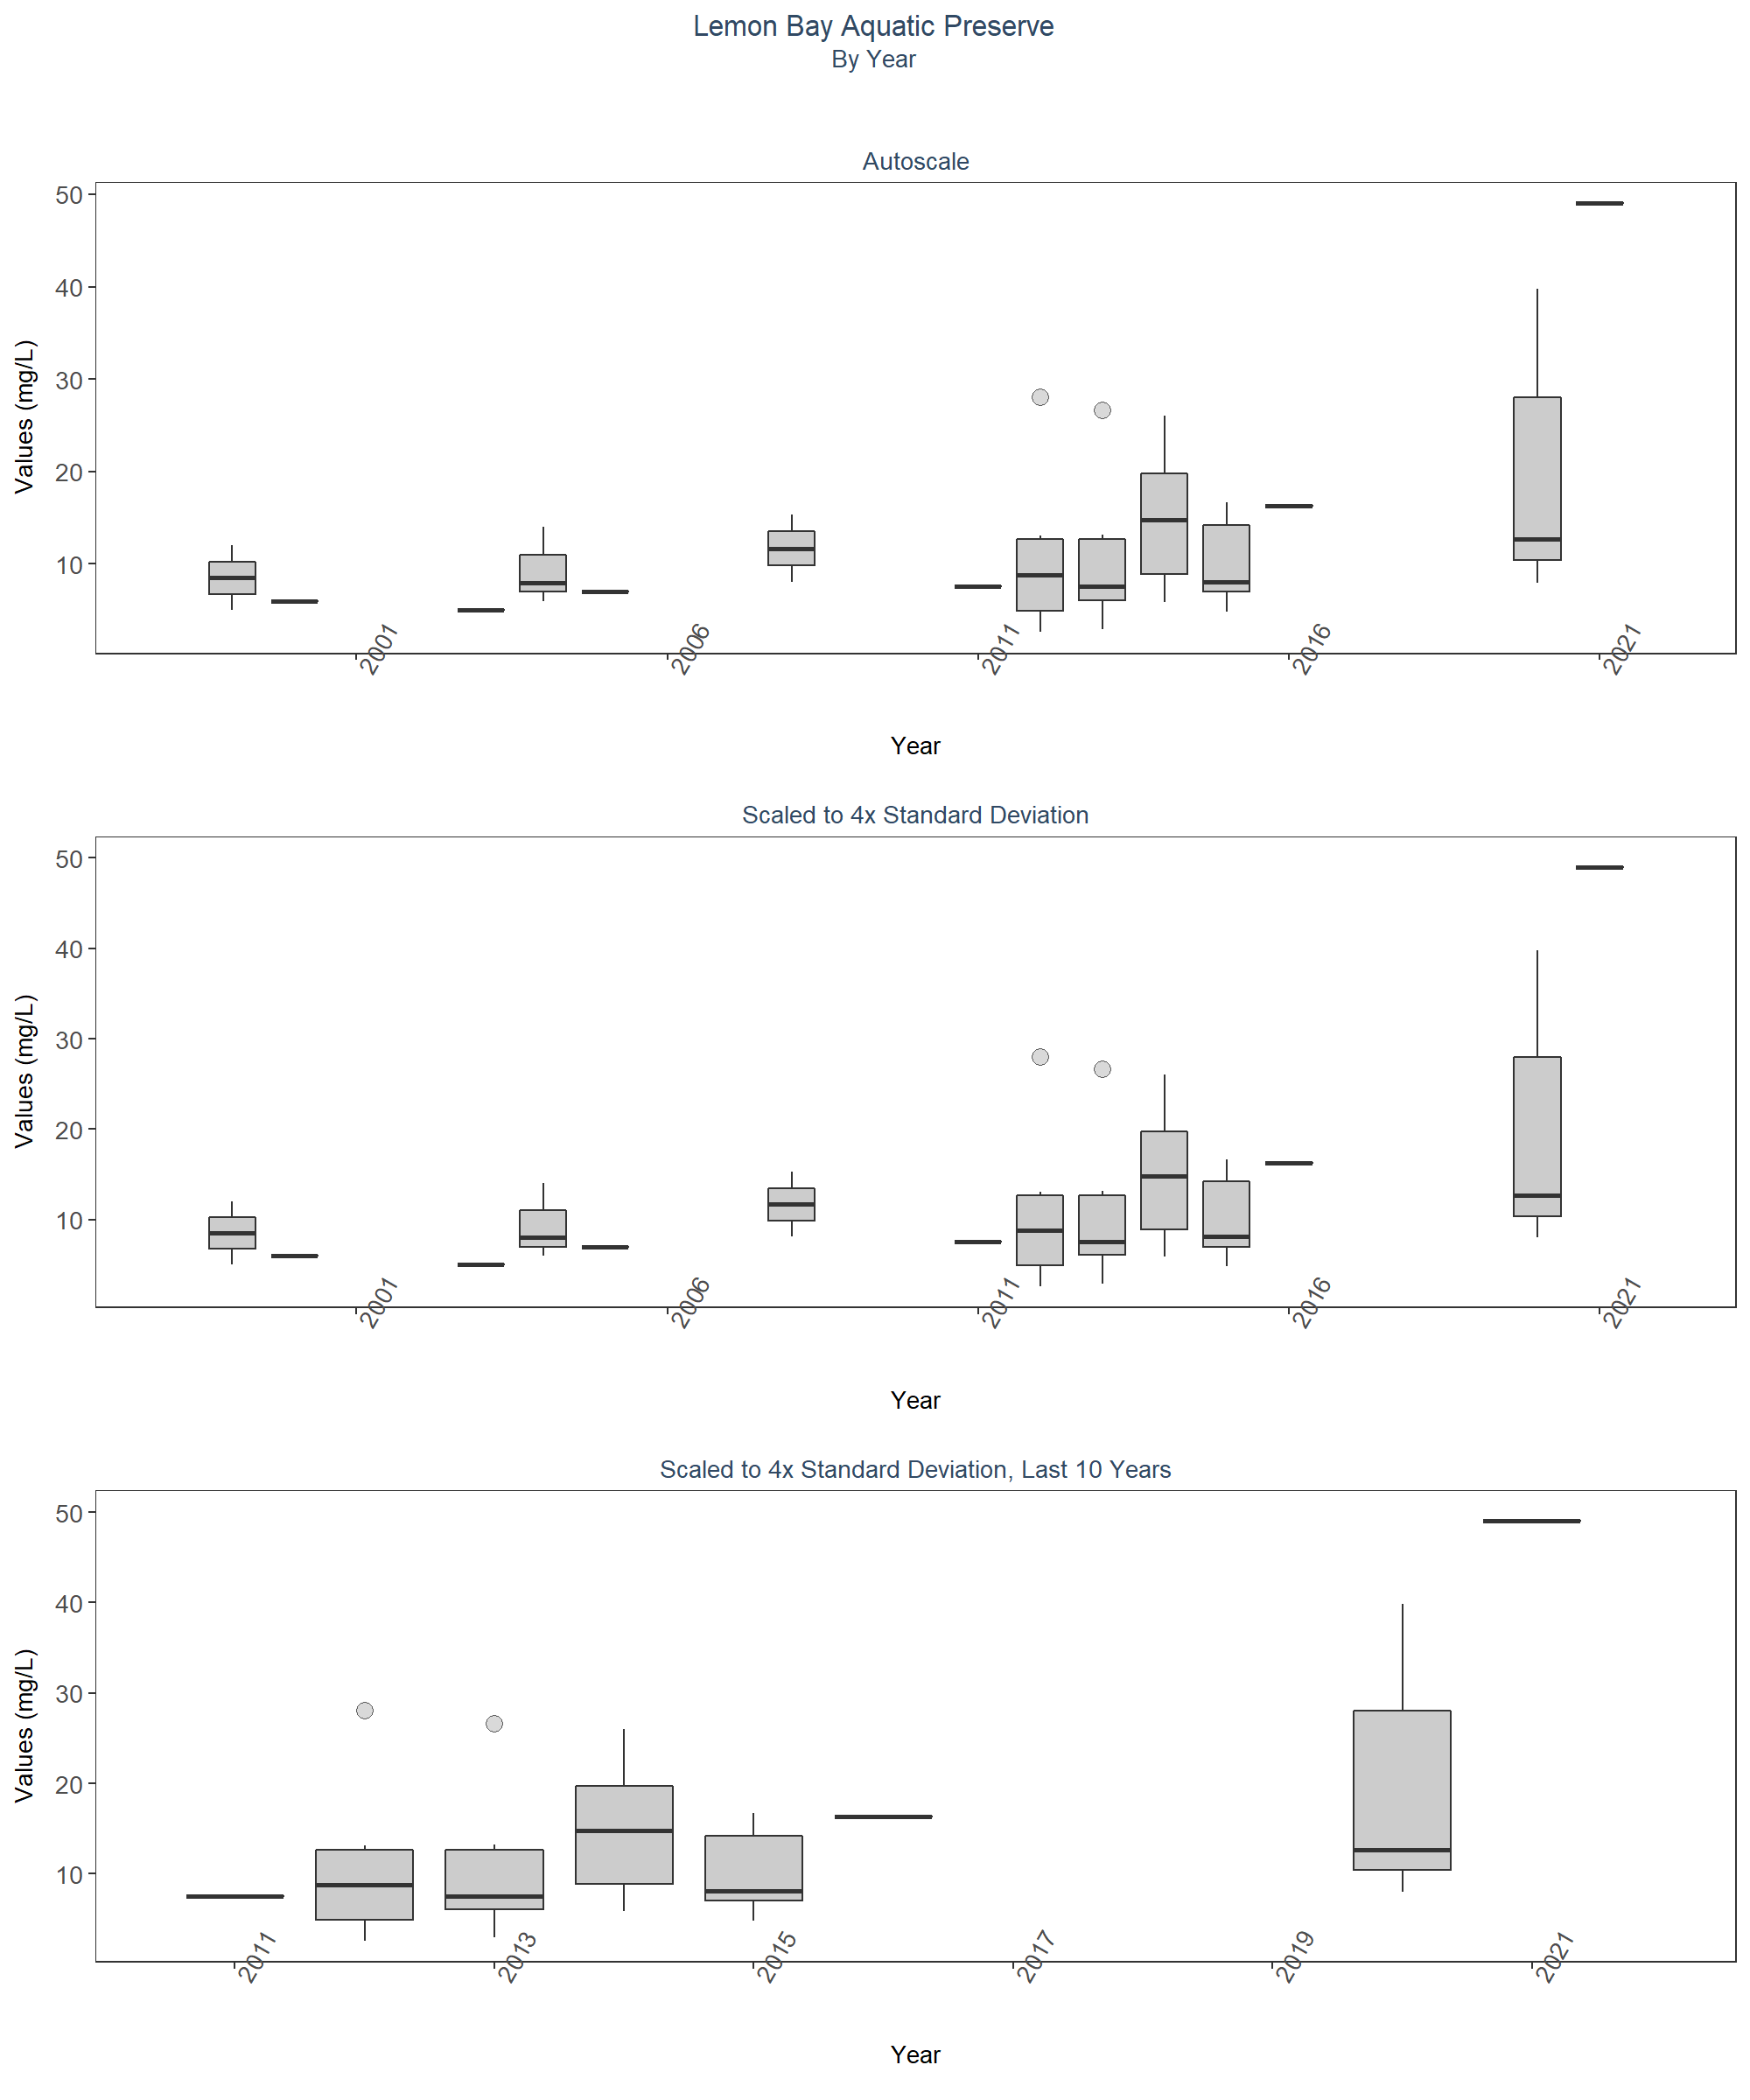 Lemon Bay Aquatic Preserve
By Year
Autoscale
Values (mg/L)
50
40
30
20
10
2001 2006 2011 2016 2021
Year
Scaled to 4x Standard Deviation
Values (mg/L)
50
40
30
20
10
2001 2006 2011 2016 2021
Year
Scaled to 4x Standard Deviation, Last 10 Years
Values (mg/L)
50
40
30
20
10
2011 2013 2015 2017 2019 2021
Year